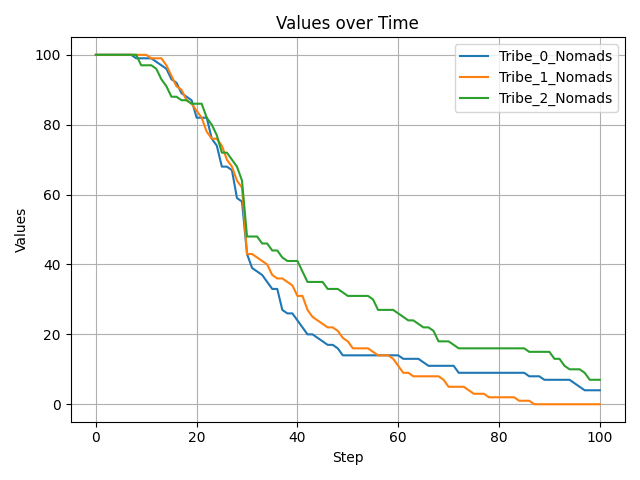 Values over Time
Tribe_0_Nomads
Tribe_1_Nomads
Tribe_2_Nomads
100
80
60
40
20
0
Values
0 20 40 60 80 100
Step